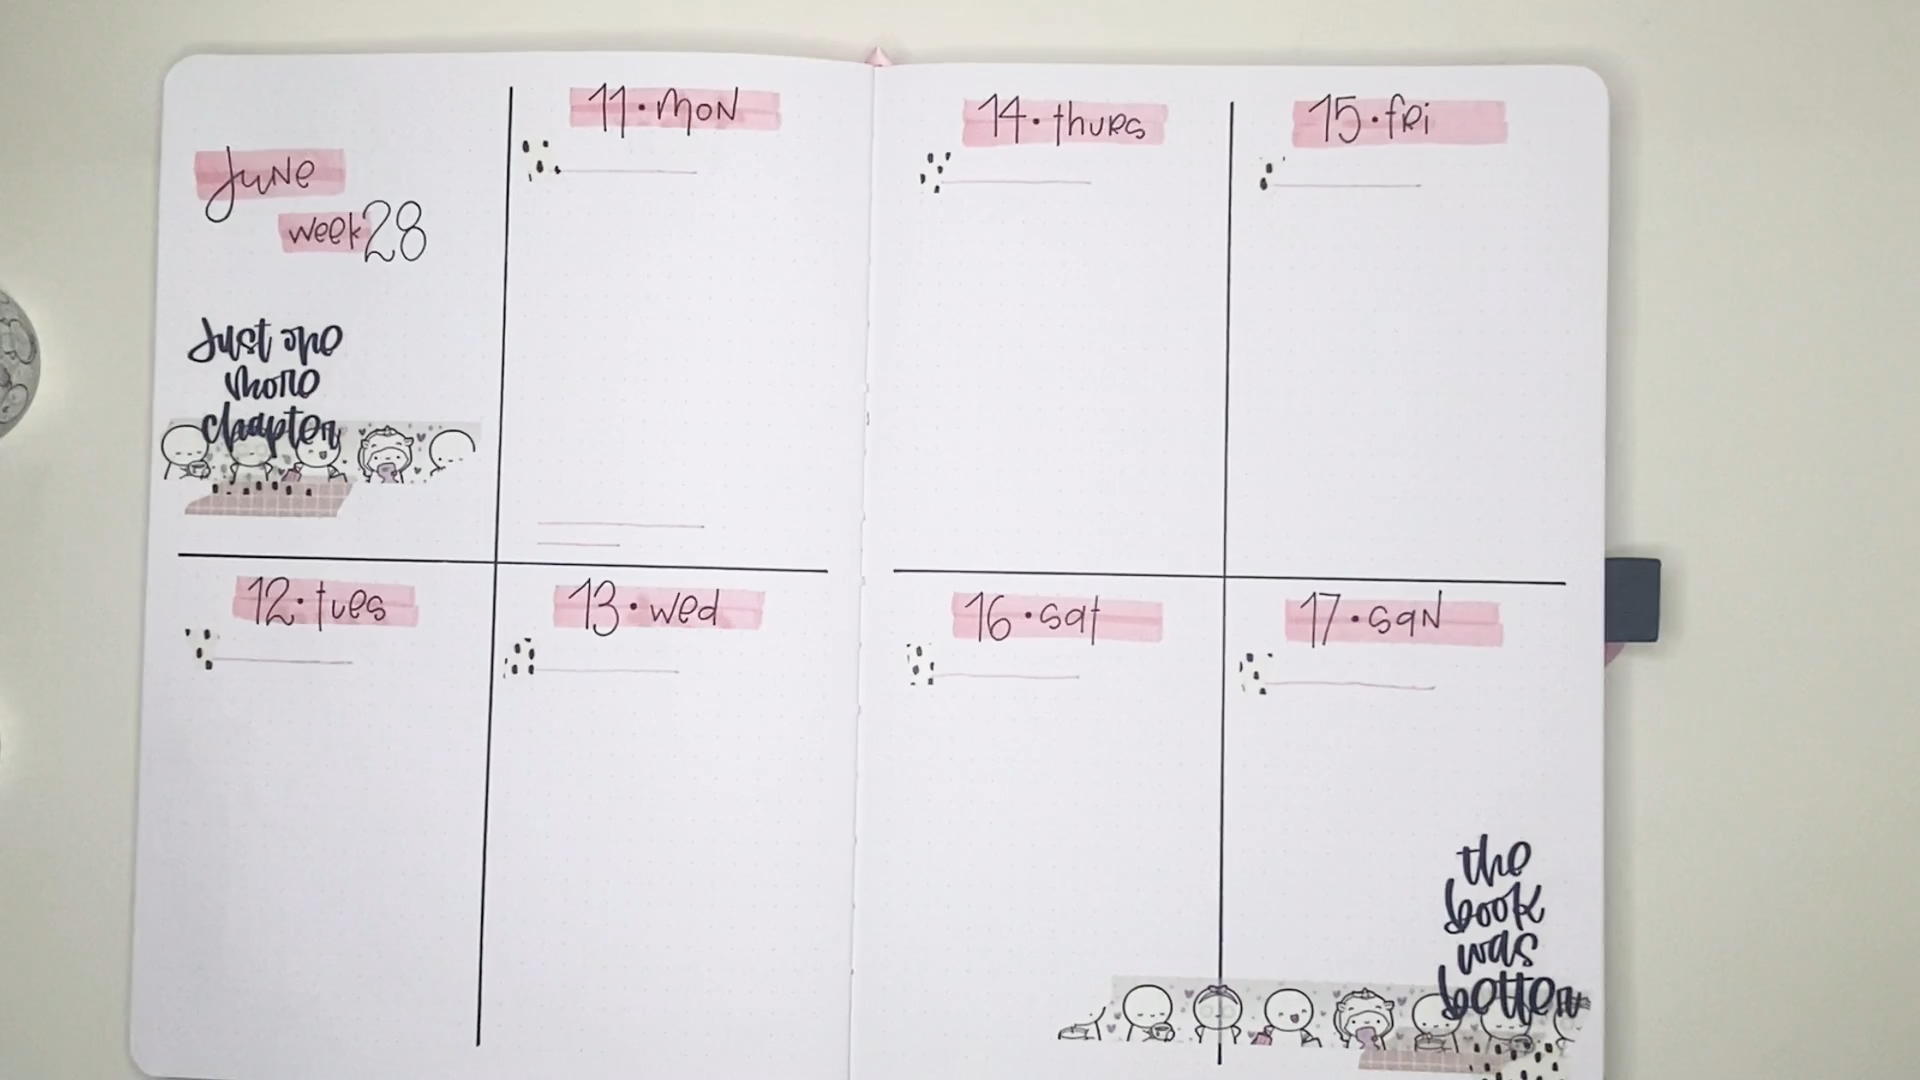 June
week 28
Just one
more
chapter
11 • mon
12 • tues
13 • wed
14 • thurs
15 • fri
16 • sat
17 • san
the
book
was
better